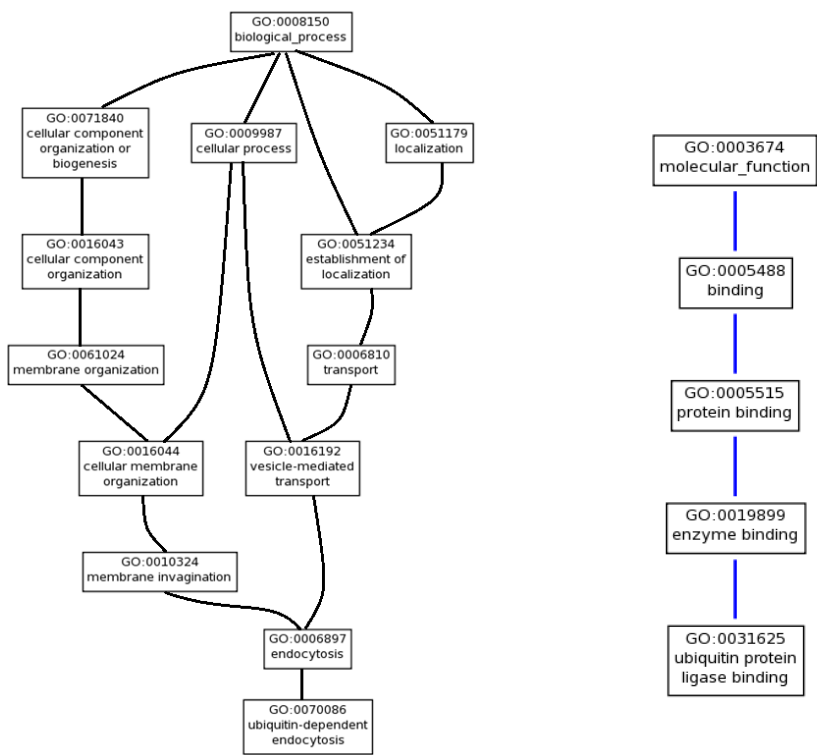 GO:0008150
biological_process
GO:0071840
cellular component
organization or
biogenesis
GO:0009987
cellular process
GO:0051179
localization
GO:0016043
cellular component
organization
GO:0051234
establishment of
localization
GO:0061024
membrane organization
GO:0006810
transport
GO:0016044
cellular membrane
organization
GO:0016192
vesicle-mediated
transport
GO:0010324
membrane invagination
GO:0006897
endocytosis
GO:0070086
ubiquitin-dependent
endocytosis
GO:0003674
molecular_function
GO:0005488
binding
GO:0005515
protein binding
GO:0019899
enzyme binding
GO:0031625
ubiquitin protein
ligase binding